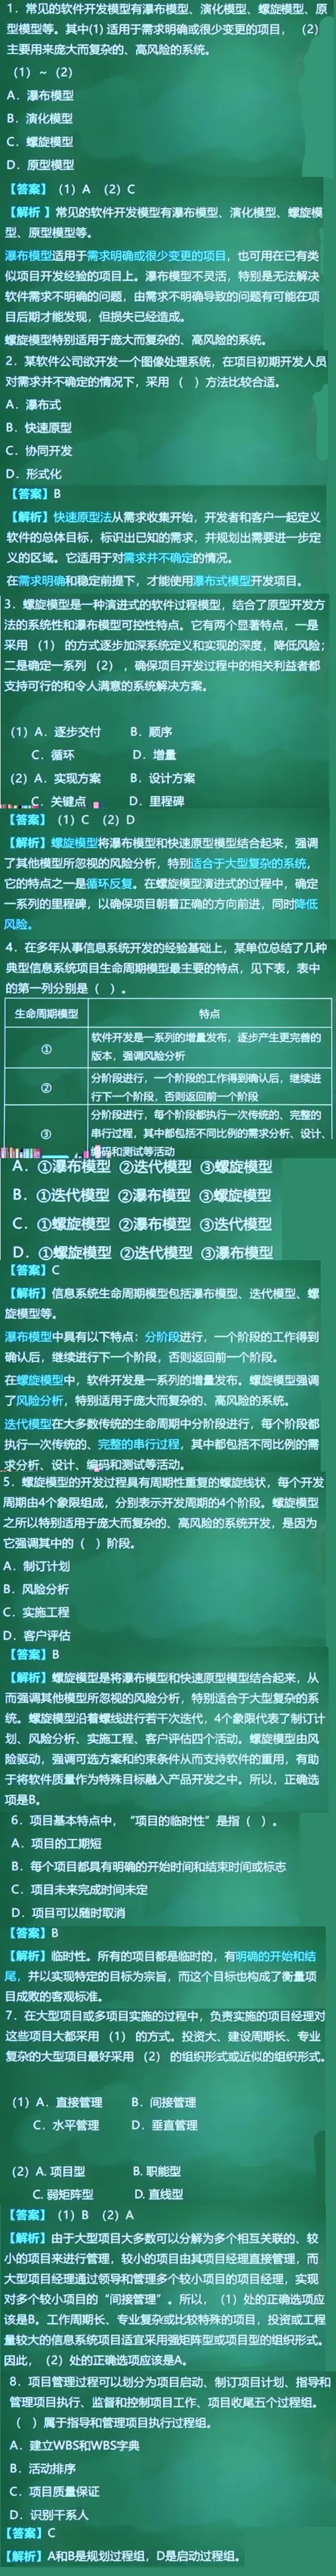 1. 常见的软件开发模型有瀑布模型、演化模型、螺旋模型、原
型模型等。其中(1) 适用于需求明确或很少变更的项目, (2)
主要用来庞大而复杂的、高风险的系统。
(1) ~ (2)
A. 瀑布模型
B. 演化模型
C. 螺旋模型
D. 原型模型
【答案】 (1) A (2) C
【解析 】常见的软件开发模型有瀑布模型、演化模型、螺旋模
型、原型模型等。
瀑布模型适用于需求明确或很少变更的项目,也可用在已有类
似项目开发经验的项目上。瀑布模型不灵活,特别是无法解决
软件需求不明确的问题,由需求不明确导致的问题有可能在项
目后期才能发现,但损失已经造成。
螺旋模型特别适用于庞大而复杂的、高风险的系统。
2. 某软件公司欲开发一个图像处理系统,在项目初期开发人员
对需求并不确定的情况下,采用 ( ) 方法比较合适。
A. 瀑布式
B. 快速原型
C. 协同开发
D. 形式化
【答案】B
【解析】快速原型法从需求收集开始,开发者和客户一起定义
软件的总体目标,标识出已知的需求,并规划出需要进一步定
义的区域。它适用于对需求并不确定的情况。
在需求明确和稳定前提下,才能使用瀑布式模型开发项目。
3. 螺旋模型是一种演进式的软件过程模型,结合了原型开发方
法的系统性和瀑布模型可控性特点。它有两个显著特点,一是
采用 (1) 的方式逐步加深系统定义和实现的深度,降低风险;
二是确定一系列 (2) ,确保项目开发过程中的相关利益者都
支持可行的和令人满意的系统解决方案。
(1) A. 逐步交付 B. 顺序
C. 循环 D. 增量
(2) A. 实现方案 B. 设计方案
C. 关键点 D. 里程碑
【答案】 (1) C (2) D
【解析】螺旋模型将瀑布模型和快速原型模型结合起来,强调
了其他模型所忽视的风险分析,特别适合于大型复杂的系统,
它的特点之一是循环反复。在螺旋模型演进式的过程中,确定
一系列的里程碑,以确保项目朝着正确的方向前进,同时降低
风险。
4. 在多年从事信息系统开发的经验基础上,某单位总结了几种
典型信息系统项目生命周期模型最主要的特点,见下表,表中
的第一列分别是 ( ) 。
生命周期模型 特点
① 软件开发是一系列的增量发布,逐步产生更完善的
版本,强调风险分析
② 分阶段进行,一个阶段的工作得到确认后,继续进
行下一个阶段,否则返回前一个阶段
③ 分阶段进行,每个阶段都执行一次传统的、完整的
串行过程,其中都包括不同比例的需求分析、设计、
编码和测试等活动
A. ①瀑布模型 ②迭代模型 ③螺旋模型
B. ①迭代模型 ②瀑布模型 ③螺旋模型
C. ①螺旋模型 ②瀑布模型 ③迭代模型
D. ①螺旋模型 ②迭代模型 ③瀑布模型
【答案】C
【解析】信息系统生命周期模型包括瀑布模型、迭代模型、螺
旋模型等。
瀑布模型中具有以下特点:分阶段进行,一个阶段的工作得到
确认后,继续进行下一个阶段,否则返回前一个阶段。
在螺旋模型中,软件开发是一系列的增量发布。螺旋模型强调
了风险分析,特别适用于庞大而复杂的、高风险的系统。
迭代模型在大多数传统的生命周期中分阶段进行,每个阶段都
执行一次传统的、完整的串行过程,其中都包括不同比例的需
求分析、设计、编码和测试等活动。
5. 螺旋模型的开发过程具有周期性重复的螺旋线状,每个开发
周期由4个象限组成,分别表示开发周期的4个阶段。螺旋模型
之所以特别适用于庞大而复杂的、高风险的系统开发,是因为
它强调其中的 ( ) 阶段。
A. 制订计划
B. 风险分析
C. 实施工程
D. 客户评估
【答案】B
【解析】螺旋模型是将瀑布模型和快速原型模型结合起来,从
而强调其他模型所忽视的风险分析,特别适合于大型复杂的系
统。螺旋模型沿着螺线进行若干次迭代,4个象限代表了制订计
划、风险分析、实施工程、客户评估四个活动。螺旋模型由风
险驱动,强调可选方案和约束条件从而支持软件的重用,有助
于将软件质量作为特殊目标融入产品开发之中。所以,正确选
项是B。
6. 项目基本特点中, “项目的临时性”是指 ( ) 。
A. 项目的工期短
B. 每个项目都具有明确的开始时间和结束时间或标志
C. 项目未来完成时间未定
D. 项目可以随时取消
【答案】B
【解析】临时性。所有的项目都是临时的,有明确的开始和结
尾,并以实现特定的目标为宗旨,而这个目标也构成了衡量项
目成败的客观标准。
7. 在大型项目或多项目实施的过程中,负责实施的项目经理对
这些项目大都采用 (1) 的方式。投资大、建设周期长、专业
复杂的大型项目最好采用 (2) 的组织形式或近似的组织形式。
(1) A. 直接管理 B. 间接管理
C. 水平管理 D. 垂直管理
(2) A. 项目型 B. 职能型
C. 弱矩阵型 D. 直线型
【答案】 (1) B (2) A
【解析】由于大型项目大多数可以分解为多个相互关联的、较
小的项目来进行管理,较小的项目由其项目经理直接管理,而
大型项目经理通过领导和管理多个较小项目的项目经理,实现
对多个较小项目的“间接管理”。所以, (1) 处的正确选项应
该是B。工作周期长、专业复杂或比较特殊的项目,投资或工程
量较大的信息系统项目适宜采用强矩阵型或项目型的组织形式。
因此, (2) 处的正确选项应该是A。
8. 项目管理过程可以划分为项目启动、制订项目计划、指导和
管理项目执行、监督和控制项目工作、项目收尾五个过程组。
( ) 属于指导和管理项目执行过程组。
A. 建立WBS和WBS字典
B. 活动排序
C. 项目质量保证
D. 识别干系人
【答案】C
【解析】A和B是规划过程组,D是启动过程组。